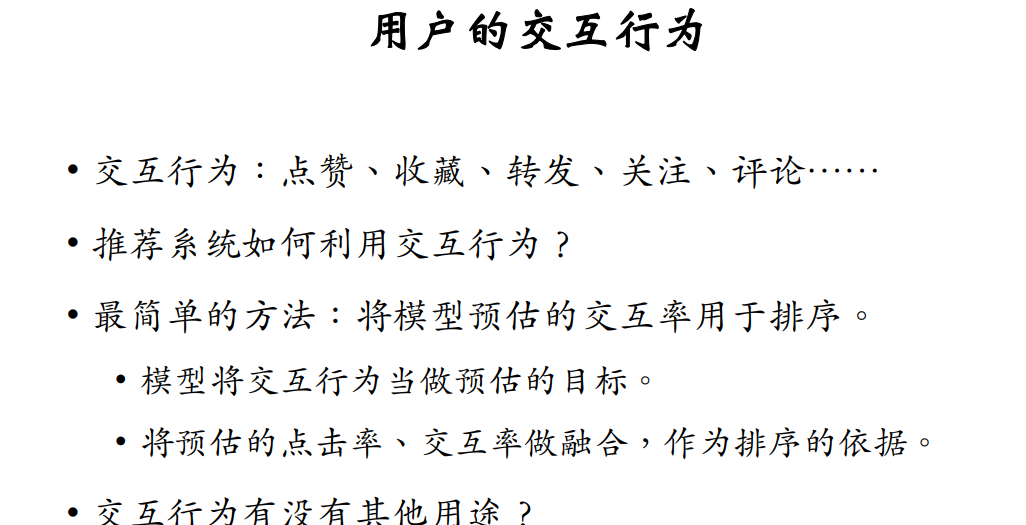 用户的交互行为
• 交互行为：点赞、收藏、转发、关注、评论……
• 推荐系统如何利用交互行为？
• 最简单的方法：将模型预估的交互率用于排序。
• 模型将交互行为当做预估的目标。
• 将预估的点击率、交互率做融合，作为排序的依据。
• 交互行为有没有其他用途？